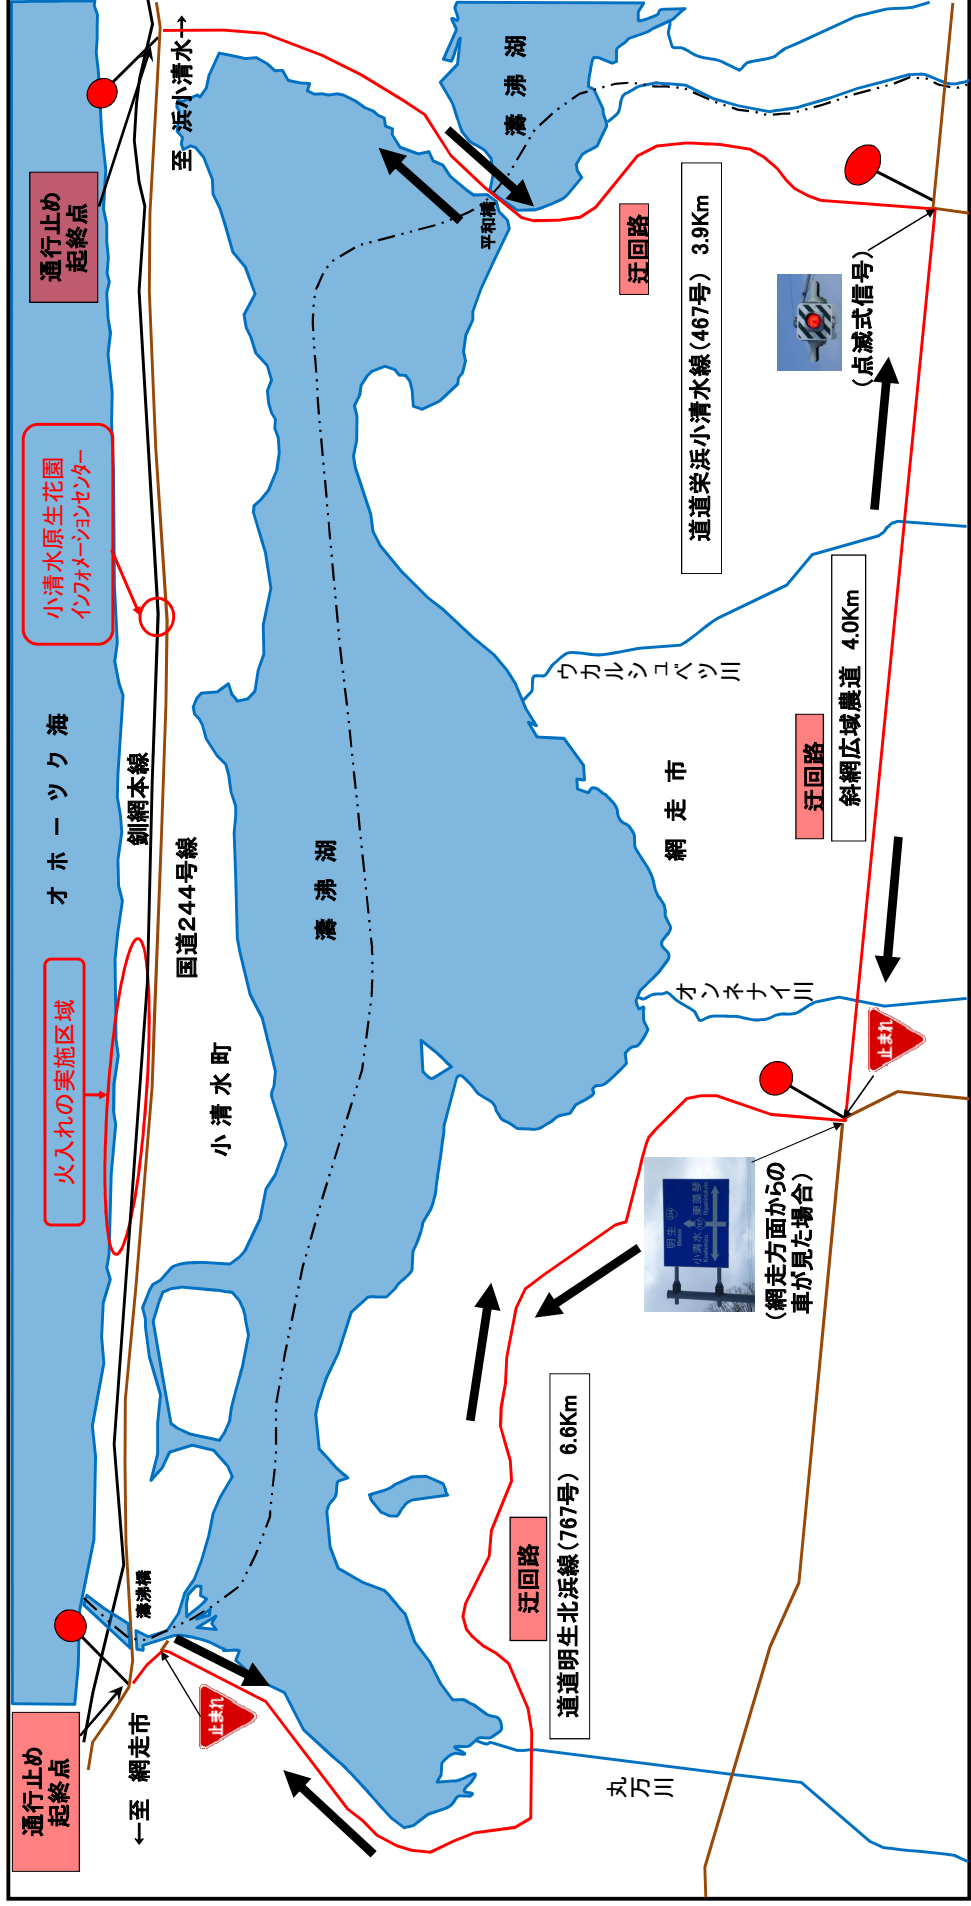 通行止め
起終点
←至 網走市
止まれ
濤沸橋
火入れの実施区域
オホーツク海
釧網本線
国道244号線
小清水町
濤沸湖
小清水原生花園
インフォメーションセンター
通行止め
起終点
至 浜小清水→
平和橋
濤沸湖
迂回路
道道栄浜小清水線(467号) 3.9Km
(点滅式信号)
ウカルシュベツ川
網走市
迂回路
斜網広域農道 4.0Km
オンネナイ川
止まれ
明生
小清水
東藻琴
(網走方面からの
車が見た場合)
迂回路
道道明生北浜線(767号) 6.6Km
丸万川